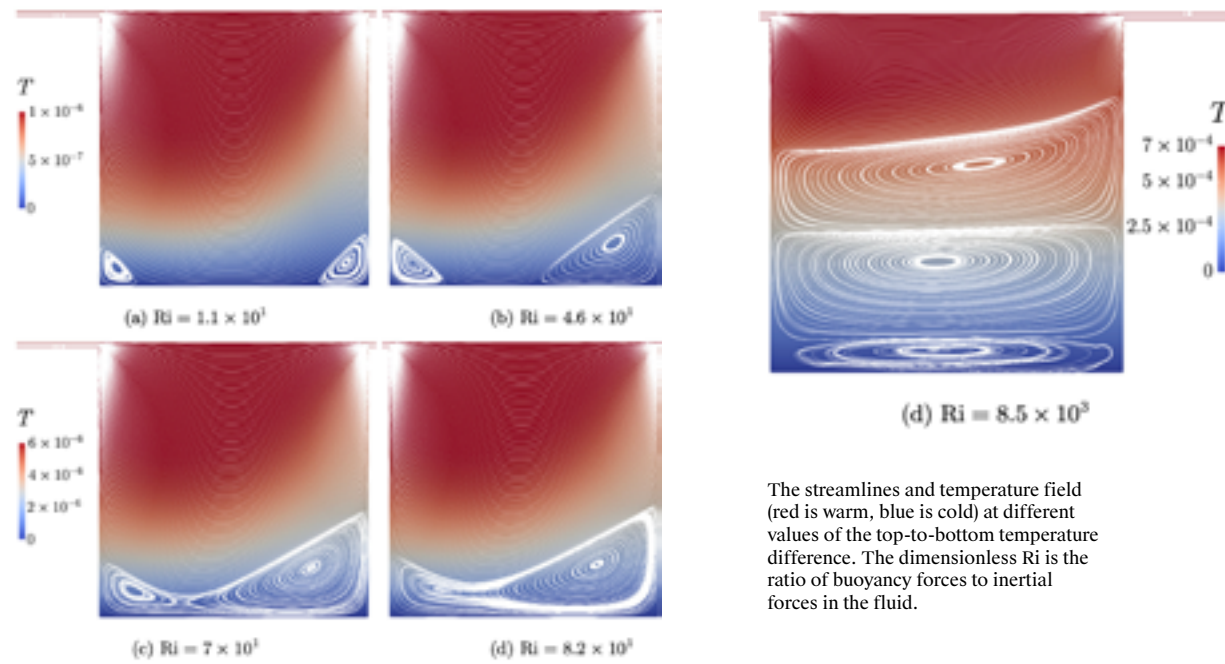 T
1 × 10⁻⁶
5 × 10⁻⁷
0
(a) Ri = 1.1 × 10¹
(b) Ri = 4.6 × 10¹
T
6 × 10⁻⁶
4 × 10⁻⁶
2 × 10⁻⁶
0
(c) Ri = 7 × 10¹
(d) Ri = 8.2 × 10¹
T
7 × 10⁻⁴
5 × 10⁻⁴
2.5 × 10⁻⁴
0
(d) Ri = 8.5 × 10³
The streamlines and temperature field
(red is warm, blue is cold) at different
values of the top-to-bottom temperature
difference. The dimensionless Ri is the
ratio of buoyancy forces to inertial
forces in the fluid.